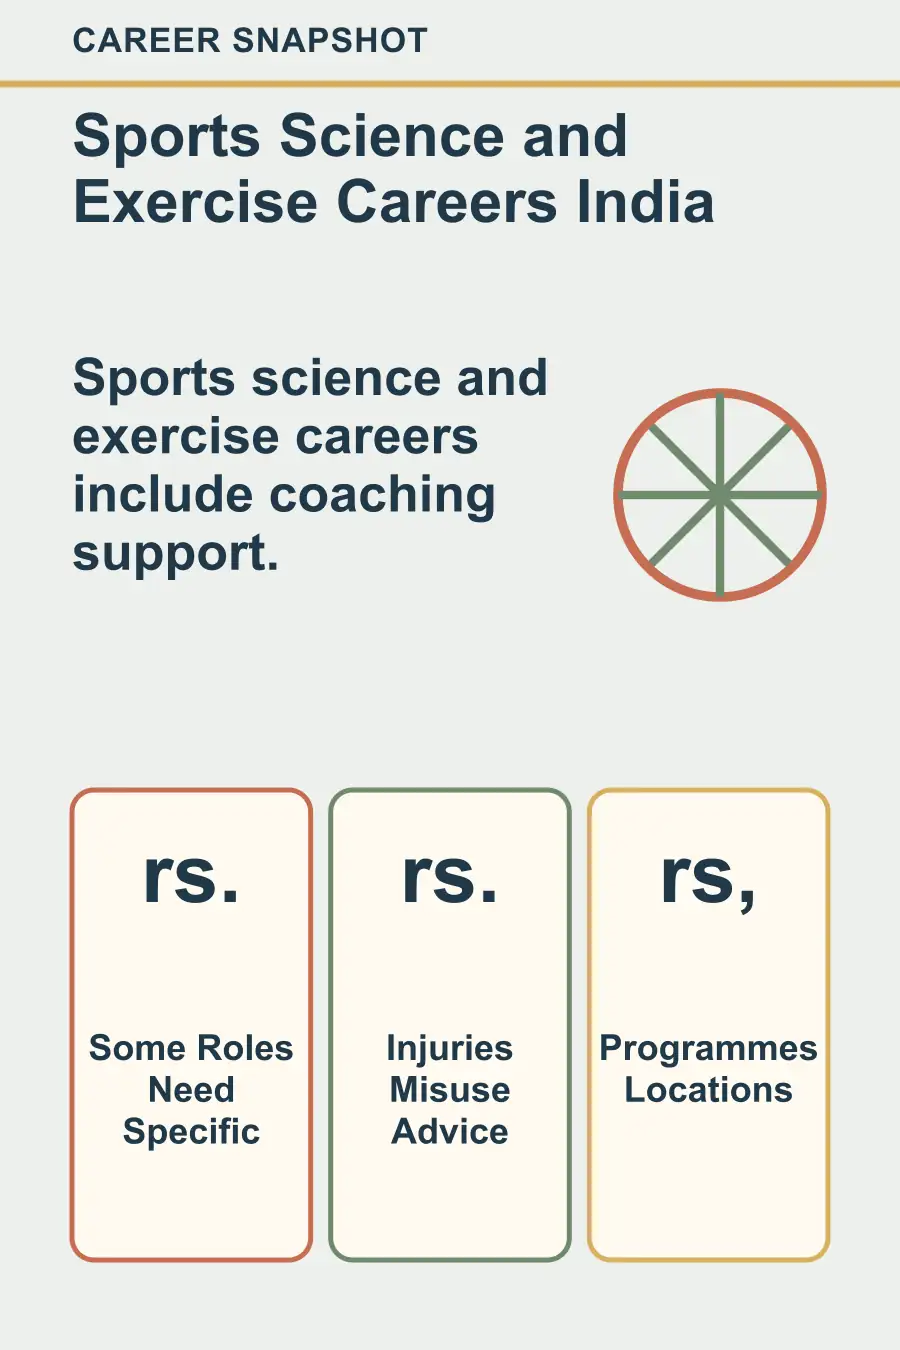 CAREER SNAPSHOT
Sports Science and
Exercise Careers India
Sports science and
exercise careers
include coaching
support.
rs.
Some Roles
Need
Specific
rs.
Injuries
Misuse
Advice
rs,
Programmes
Locations